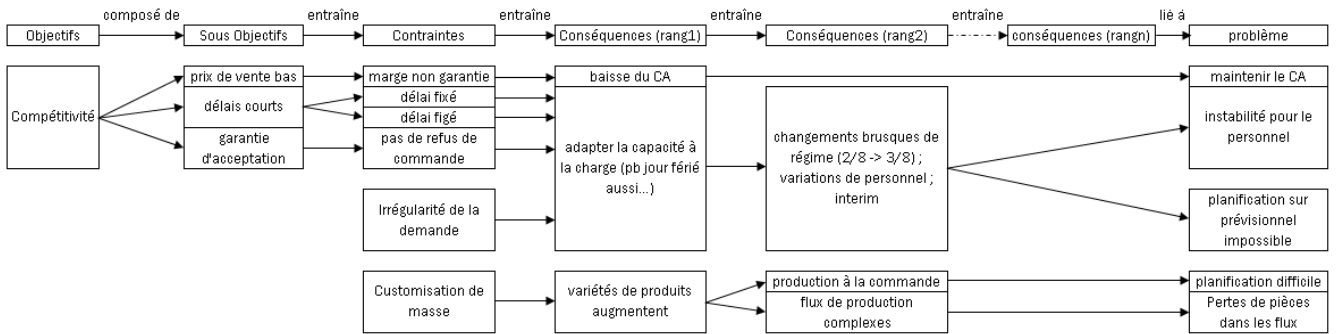 composé de
entraîne
entraîne
entraîne
entraîne
lié à
Objectifs
Sous Objectifs
Contraintes
Conséquences (rang1)
Conséquences (rang2)
conséquences (rangn)
problème
Compétitivité
prix de vente bas
délais courts
garantie
d'acceptation
marge non garantie
délai fixé
délai figé
pas de refus de
commande
Irrégularité de la
demande
Customisation de
masse
baisse du CA
adapter la capacité à
la charge (pb jour férié
aussi...)
variétés de produits
augmentent
changements brusques de
régime (2/8 -> 3/8) ;
variations de personnel ;
interim
production à la commande
flux de production
complexes
maintenir le CA
instabilité pour le
personnel
planification sur
prévisionnel
impossible
planification difficile
Pertes de pièces
dans les flux